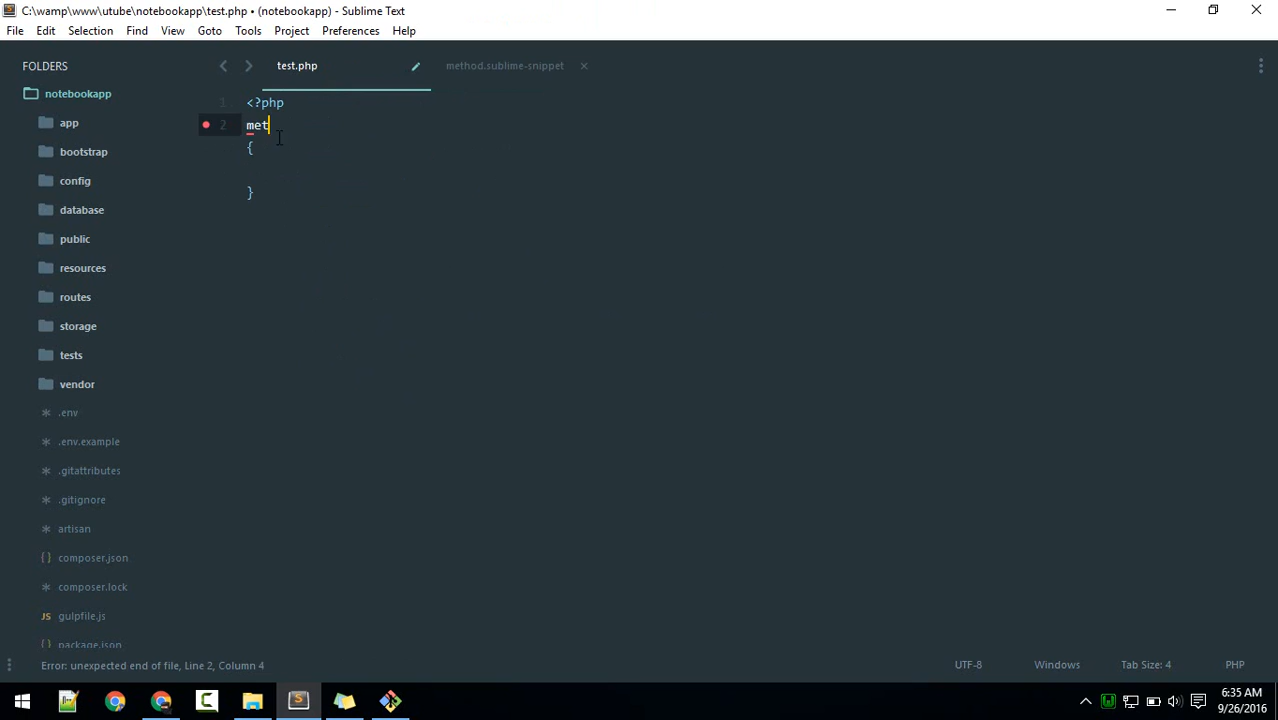 C:\wamp\www\utube\notebookapp\test.php • (notebookapp) - Sublime Text
File Edit Selection Find View Goto Tools Project Preferences Help
FOLDERS
notebookapp
app
bootstrap
config
database
public
resources
routes
storage
tests
vendor
.env
.env.example
.gitattributes
.gitignore
artisan
{ } composer.json
composer.lock
JS gulpfile.js
{ } package.json
test.php method.sublime-snippet
1 <?php
2 met
{
}
Error: unexpected end of file, Line 2, Column 4 UTF-8 Windows Tab Size: 4 PHP
6:35 AM
9/26/2016